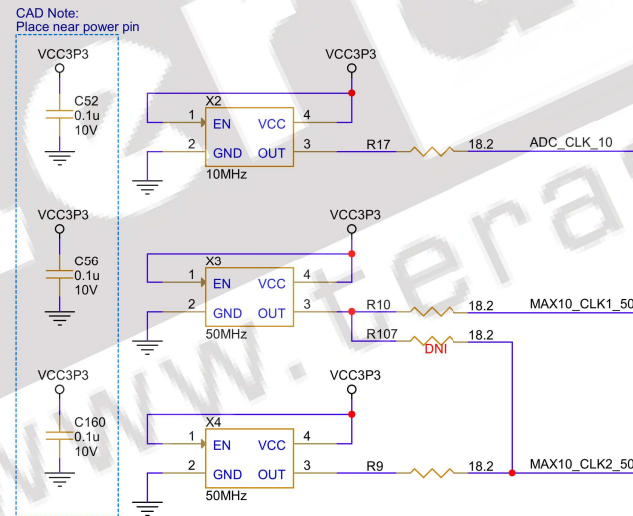 CAD Note:
Place near power pin
VCC3P3
C52
0.1u
10V
VCC3P3
X2
1 EN VCC 4
2 GND OUT 3
10MHz
R17 18.2 ADC_CLK_10
VCC3P3
C56
0.1u
10V
VCC3P3
X3
1 EN VCC 4
2 GND OUT 3
50MHz
R10 18.2 MAX10_CLK1_50
R107 18.2
DNI
VCC3P3
C160
0.1u
10V
VCC3P3
X4
1 EN VCC 4
2 GND OUT 3
50MHz
R9 18.2 MAX10_CLK2_50
www.tera